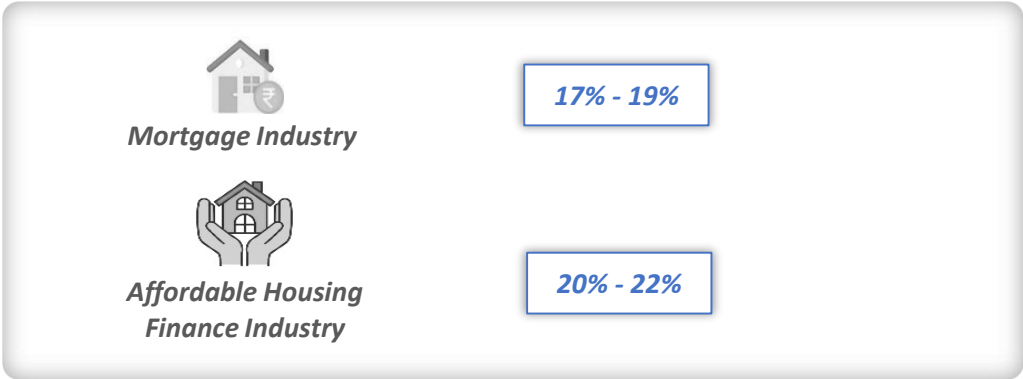 ₹
Mortgage Industry
17% - 19%
Affordable Housing
Finance Industry
20% - 22%